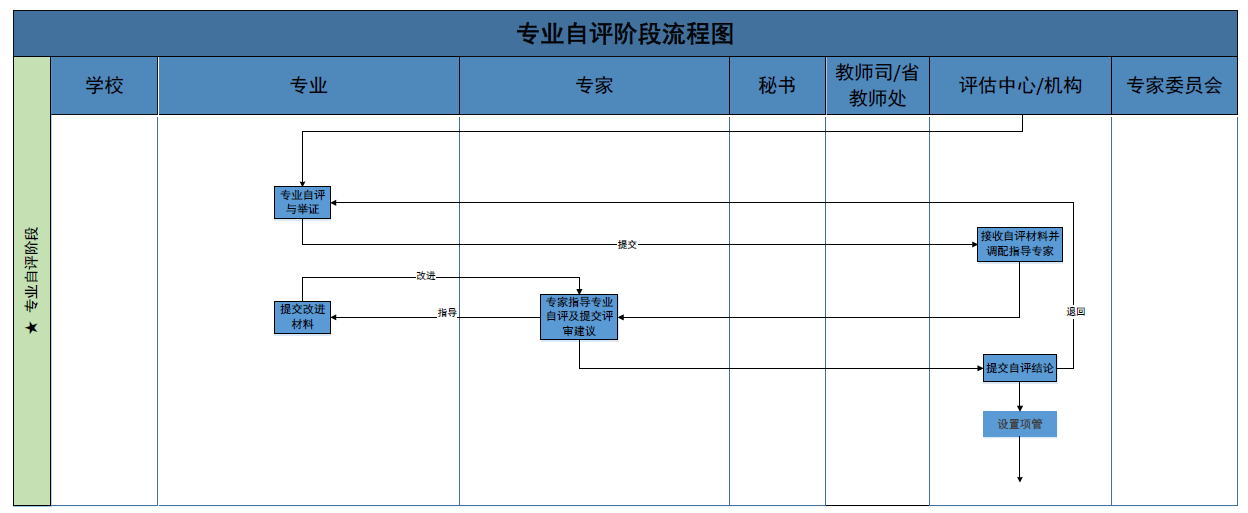 专业自评阶段流程图
学校
专业
专家
秘书
教师司/省
教师处
评估中心/机构
专家委员会
★ 专业自评阶段
专业自评
与举证
提交
接收自评材料并
调配指导专家
改进
提交改进
材料
指导
专家指导专业
自评及提交评
审建议
退回
提交自评结论
设置项管